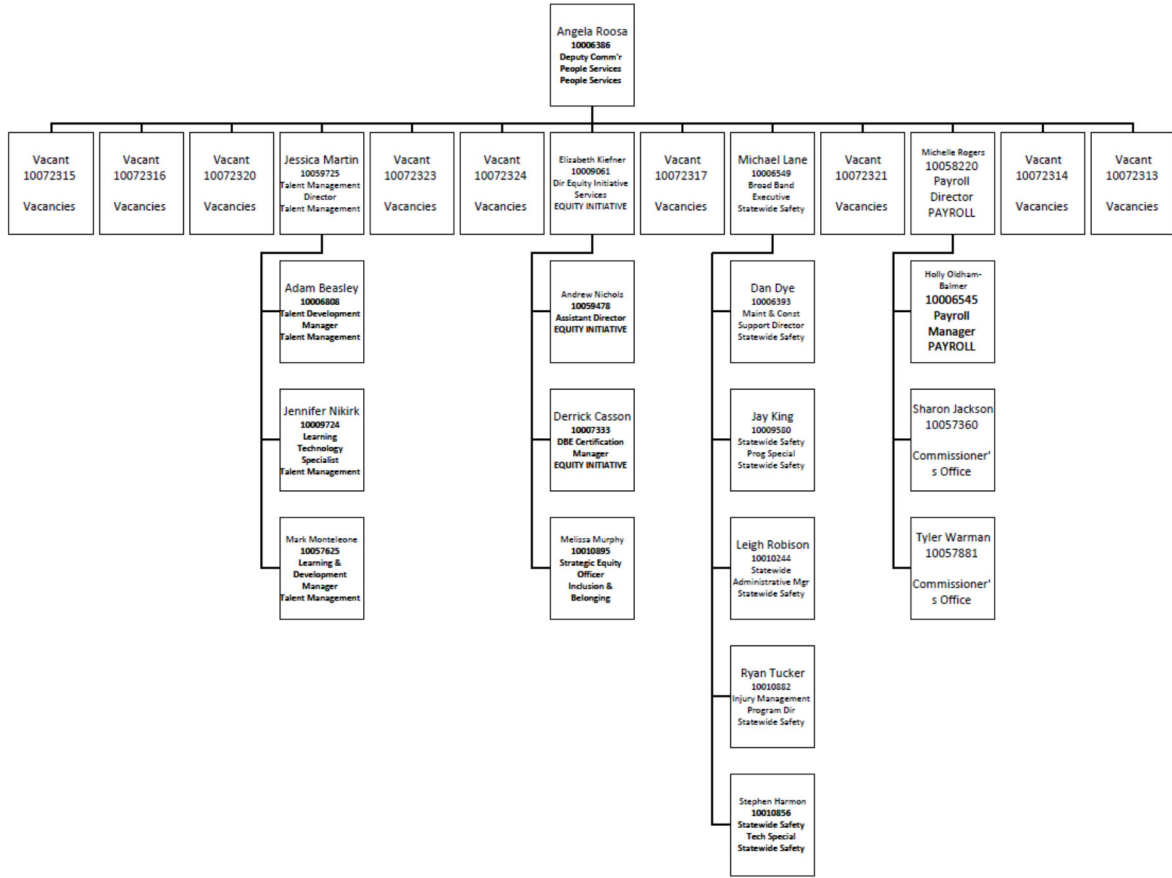 Angela Roosa
10006386
Deputy Comm'r
People Services
People Services
Vacant
10072315
Vacancies
Vacant
10072316
Vacancies
Vacant
10072320
Vacancies
Jessica Martin
10059725
Talent Management
Director
Talent Management
Vacant
10072323
Vacancies
Vacant
10072324
Vacancies
Elizabeth Kiefner
10009061
Dir Equity Initiative
Services
EQUITY INITIATIVE
Vacant
10072317
Vacancies
Michael Lane
10006549
Broad Band
Executive
Statewide Safety
Vacant
10072321
Vacancies
Michelle Rogers
10058220
Payroll
Director
PAYROLL
Vacant
10072314
Vacancies
Vacant
10072313
Vacancies
Adam Beasley
10006808
Talent Development
Manager
Talent Management
Andrew Nichols
10059478
Assistant Director
EQUITY INITIATIVE
Dan Dye
10006393
Maint & Const
Support Director
Statewide Safety
Holly Oldham-
Balmer
10006545
Payroll
Manager
PAYROLL
Jennifer Nikirk
10009724
Learning
Technology
Specialist
Talent Management
Derrick Casson
10007333
DBE Certification
Manager
EQUITY INITIATIVE
Jay King
10009580
Statewide Safety
Prog Special
Statewide Safety
Sharon Jackson
10057360
Commissioner'
s Office
Mark Monteleone
10057625
Learning &
Development
Manager
Talent Management
Melissa Murphy
10010895
Strategic Equity
Officer
Inclusion &
Belonging
Leigh Robison
10010244
Statewide
Administrative Mgr
Statewide Safety
Tyler Warman
10057881
Commissioner'
s Office
Ryan Tucker
10010882
Injury Management
Program Dir
Statewide Safety
Stephen Harmon
10010856
Statewide Safety
Tech Special
Statewide Safety